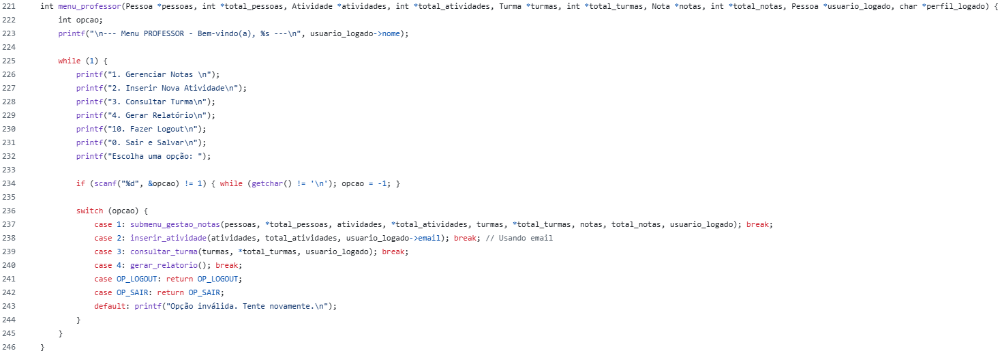 221 int menu_professor(Pessoa *pessoas, int *total_pessoas, Atividade *atividades, int *total_atividades, Turma *turmas, int *total_turmas, Nota *notas, int *total_notas, Pessoa *usuario_logado, char *perfil_logado) {
222     int opcao;
223     printf("\n--- Menu PROFESSOR - Bem-vindo(a), %s ---\n", usuario_logado->nome);
224
225     while (1) {
226         printf("1. Gerenciar Notas \n");
227         printf("2. Inserir Nova Atividade\n");
228         printf("3. Consultar Turma\n");
229         printf("4. Gerar Relatório\n");
230         printf("10. Fazer Logout\n");
231         printf("0. Sair e Salvar\n");
232         printf("Escolha uma opção: ");
233
234         if (scanf("%d", &opcao) != 1) { while (getchar() != '\n'); opcao = -1; }
235
236         switch (opcao) {
237             case 1: submenu_gestao_notas(pessoas, *total_pessoas, atividades, *total_atividades, turmas, *total_turmas, notas, total_notas, usuario_logado); break;
238             case 2: inserir_atividade(atividades, total_atividades, usuario_logado->email); break; // Usando email
239             case 3: consultar_turma(turmas, *total_turmas, usuario_logado); break;
240             case 4: gerar_relatorio(); break;
241             case OP_LOGOUT: return OP_LOGOUT;
242             case OP_SAIR: return OP_SAIR;
243             default: printf("Opção inválida. Tente novamente.\n");
244         }
245     }
246 }